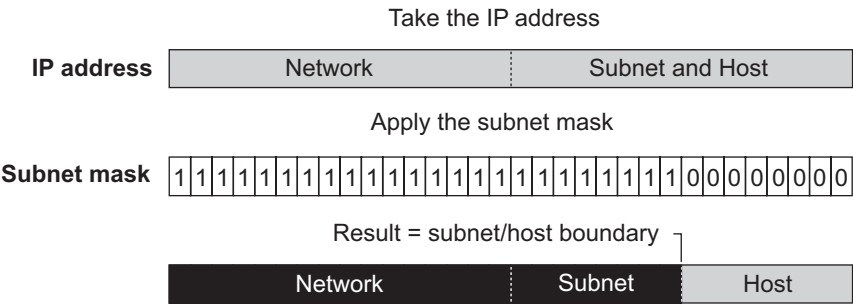 Take the IP address
IP address Network Subnet and Host
Apply the subnet mask
Subnet mask 1 1 1 1 1 1 1 1 1 1 1 1 1 1 1 1 1 1 1 1 1 1 1 1 0 0 0 0 0 0 0 0
Result = subnet/host boundary
Network Subnet Host